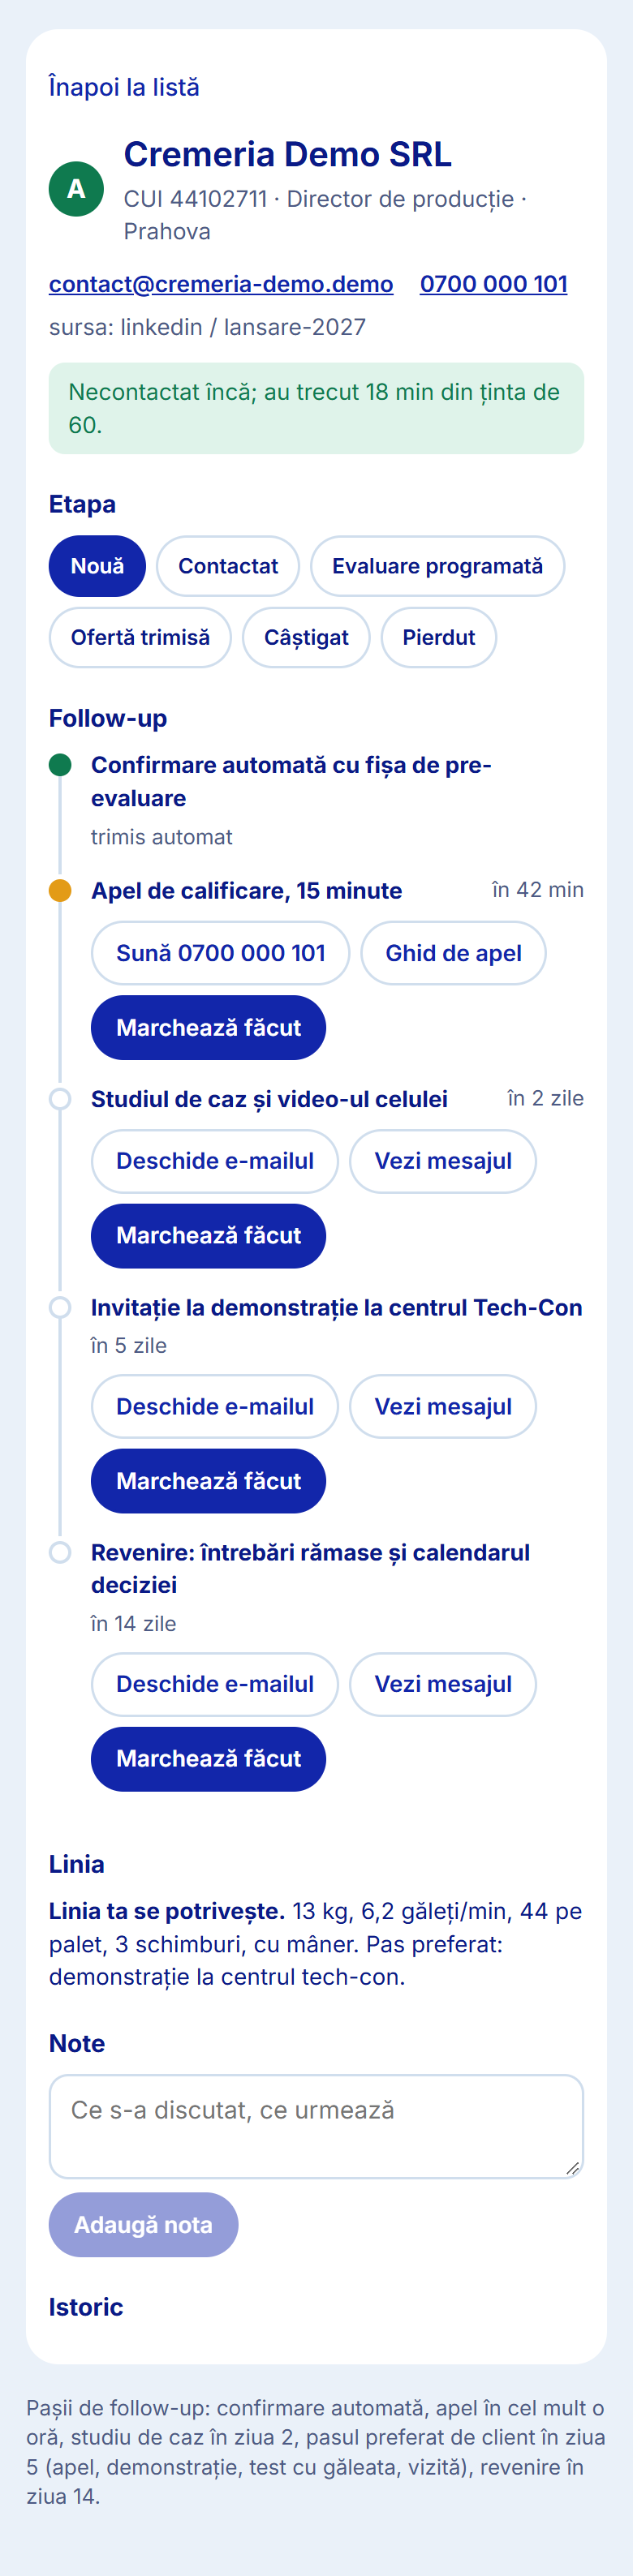 Înapoi la listă
A
Cremeria Demo SRL
CUI 44102711 · Director de producție ·
Prahova
contact@cremeria-demo.demo 0700 000 101
sursa: linkedin / lansare-2027
Necontactat încă; au trecut 18 min din ținta de
60.
Etapa
Nouă Contactat Evaluare programată
Ofertă trimisă Câștigat Pierdut
Follow-up
Confirmare automată cu fișa de pre-
evaluare
trimis automat
Apel de calificare, 15 minute în 42 min
Sună 0700 000 101 Ghid de apel
Marchează făcut
Studiul de caz și video-ul celulei în 2 zile
Deschide e-mailul Vezi mesajul
Marchează făcut
Invitație la demonstrație la centrul Tech-Con
în 5 zile
Deschide e-mailul Vezi mesajul
Marchează făcut
Revenire: întrebări rămase și calendarul
deciziei
în 14 zile
Deschide e-mailul Vezi mesajul
Marchează făcut
Linia
Linia ta se potrivește. 13 kg, 6,2 găleți/min, 44 pe
palet, 3 schimburi, cu mâner. Pas preferat:
demonstrație la centrul tech-con.
Note
Ce s-a discutat, ce urmează
Adaugă nota
Istoric
Pașii de follow-up: confirmare automată, apel în cel mult o
oră, studiu de caz în ziua 2, pasul preferat de client în ziua
5 (apel, demonstrație, test cu găleata, vizită), revenire în
ziua 14.